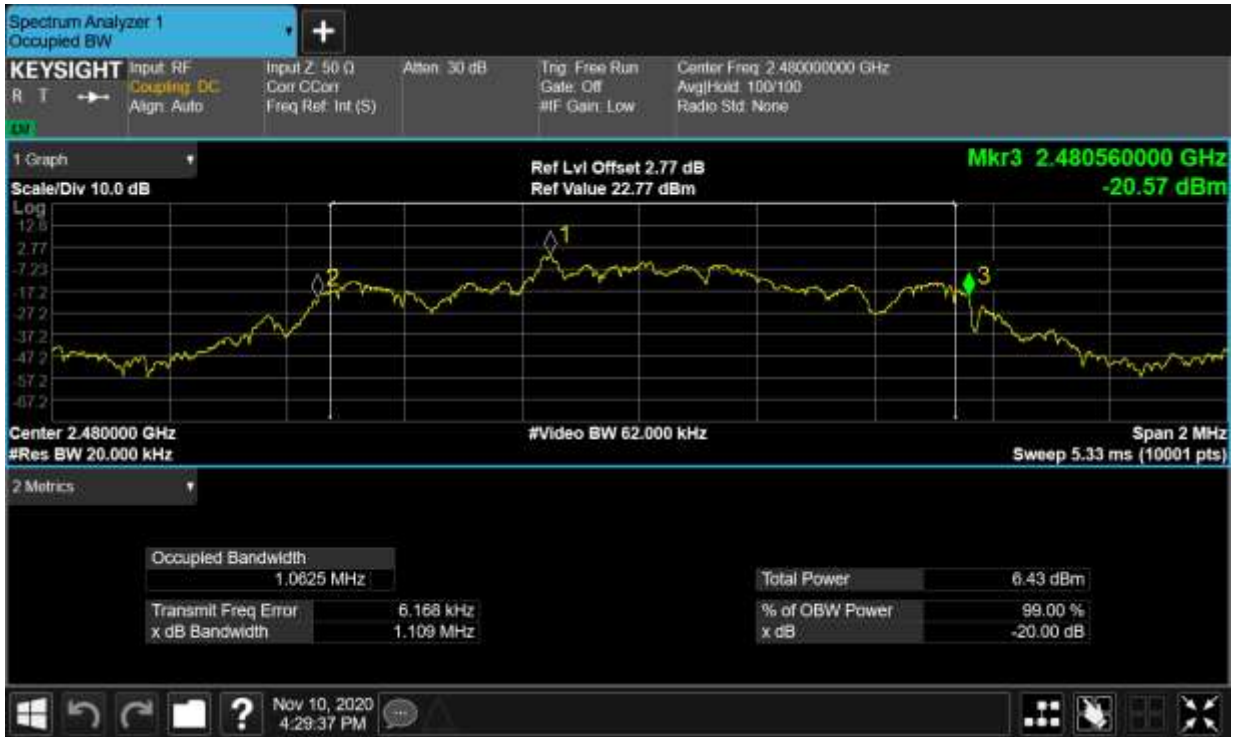 Spectrum Analyzer 1
Occupied BW
+
KEYSIGHT
R T
Input: RF
Coupling: DC
Align: Auto
Input Z: 50 Ω
Corr CCorr
Freq Ref: Int (S)
Atten: 30 dB
Trig: Free Run
Gate: Off
#IF Gain: Low
Center Freq: 2.480000000 GHz
Avg|Hold: 100/100
Radio Std: None
1 Graph
Scale/Div 10.0 dB
Ref Lvl Offset 2.77 dB
Ref Value 22.77 dBm
Mkr3 2.480560000 GHz
-20.57 dBm
Log
12.8
2.77
-7.23
-17.2
-27.2
-37.2
-47.2
-57.2
-67.2
1
2
3
Center 2.480000 GHz
#Res BW 20.000 kHz
#Video BW 62.000 kHz
Span 2 MHz
Sweep 5.33 ms (10001 pts)
2 Metrics
Occupied Bandwidth
1.0625 MHz
Transmit Freq Error 6.168 kHz
x dB Bandwidth 1.109 MHz
Total Power 6.43 dBm
% of OBW Power 99.00 %
x dB -20.00 dB
?
Nov 10, 2020
4:29:37 PM